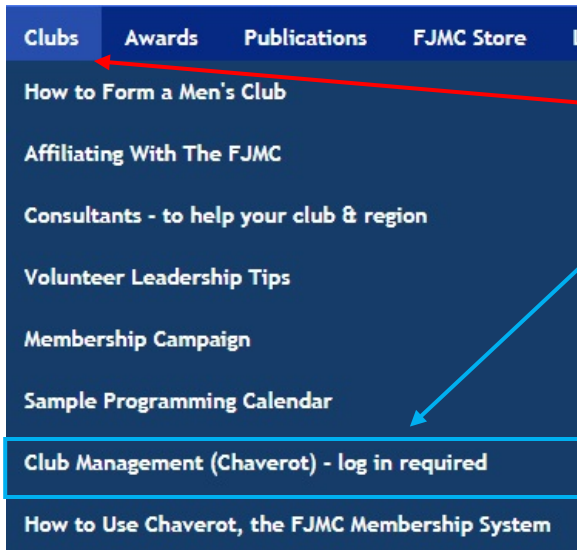 Clubs Awards Publications FJMC Store
How to Form a Men's Club
Affiliating With The FJMC
Consultants - to help your club & region
Volunteer Leadership Tips
Membership Campaign
Sample Programming Calendar
Club Management (Chaverot) - log in required
How to Use Chaverot, the FJMC Membership System